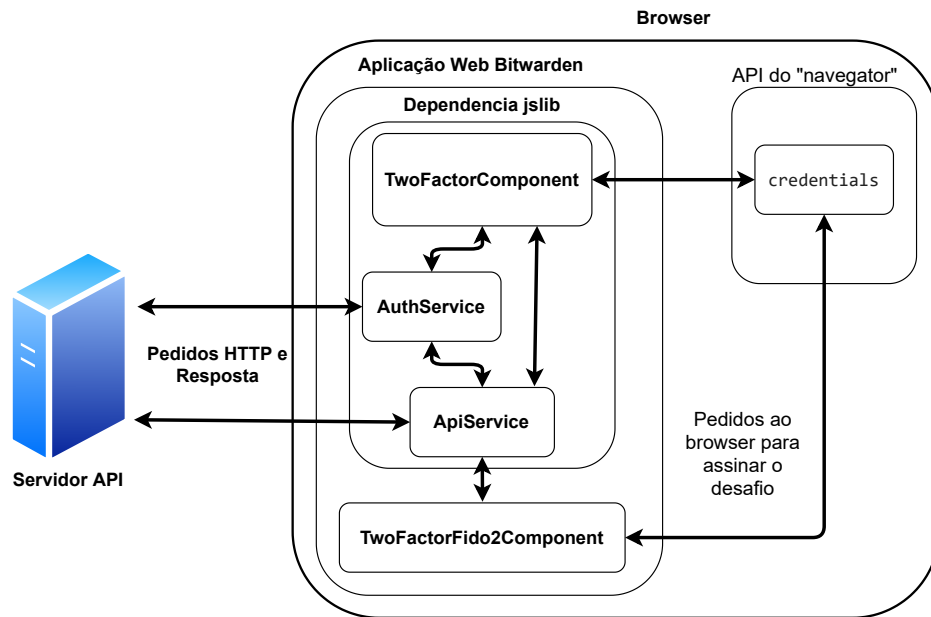 Browser
Aplicação Web Bitwarden
API do "navegator"
Dependencia jslib
TwoFactorComponent
credentials
AuthService
Pedidos HTTP e
Resposta
ApiService
Pedidos ao
browser para
assinar o
desafio
Servidor API
TwoFactorFido2Component